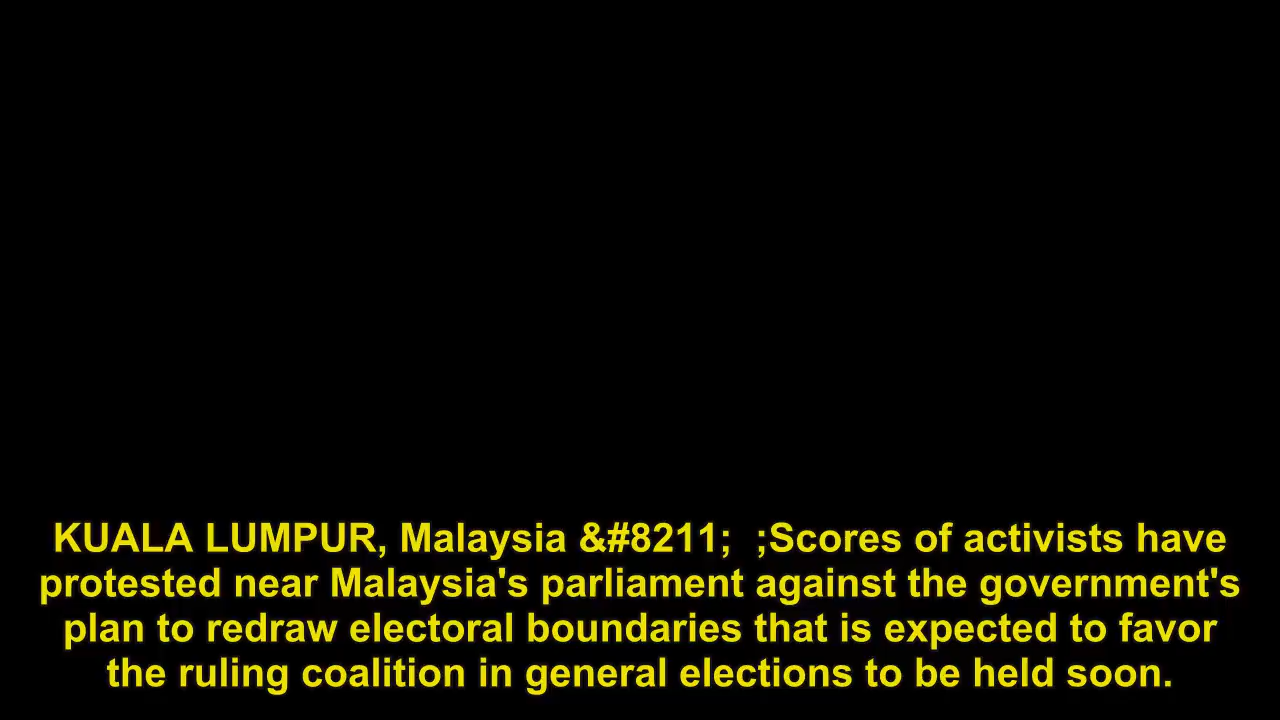 KUALA LUMPUR, Malaysia &#8211;  ;Scores of activists have
protested near Malaysia's parliament against the government's
plan to redraw electoral boundaries that is expected to favor
the ruling coalition in general elections to be held soon.